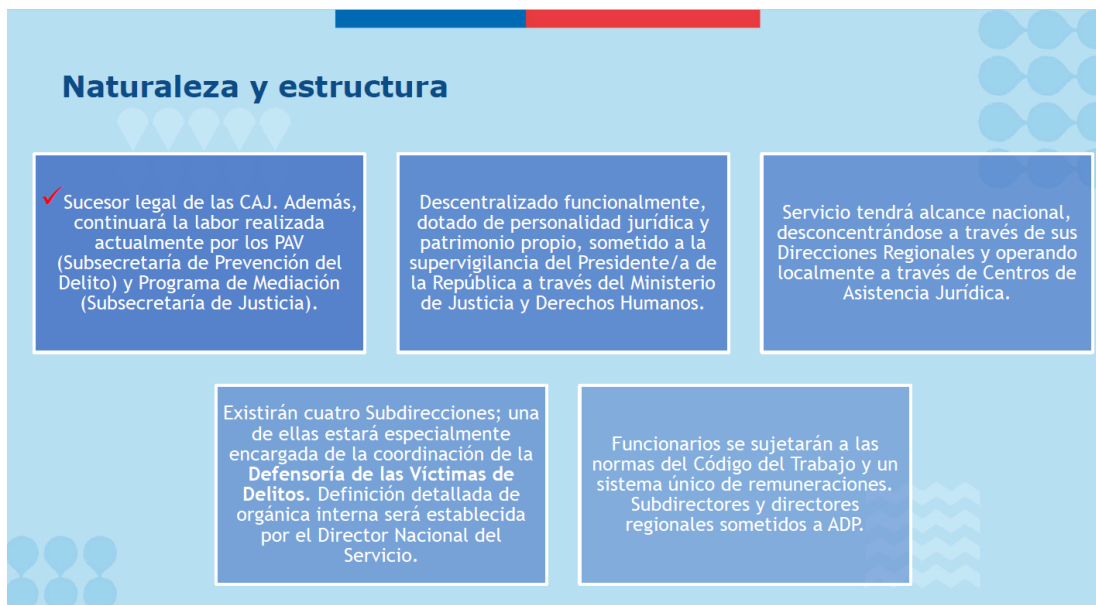 Naturaleza y estructura
✓Sucesor legal de las CAJ. Además,
continuará la labor realizada
actualmente por los PAV
(Subsecretaría de Prevención del
Delito) y Programa de Mediación
(Subsecretaría de Justicia).
Descentralizado funcionalmente,
dotado de personalidad jurídica y
patrimonio propio, sometido a la
supervigilancia del Presidente/a de
la República a través del Ministerio
de Justicia y Derechos Humanos.
Servicio tendrá alcance nacional,
desconcentrándose a través de sus
Direcciones Regionales y operando
localmente a través de Centros de
Asistencia Jurídica.
Existirán cuatro Subdirecciones; una
de ellas estará especialmente
encargada de la coordinación de la
Defensoría de las Víctimas de
Delitos. Definición detallada de
orgánica interna será establecida
por el Director Nacional del
Servicio.
Funcionarios se sujetarán a las
normas del Código del Trabajo y un
sistema único de remuneraciones.
Subdirectores y directores
regionales sometidos a ADP.